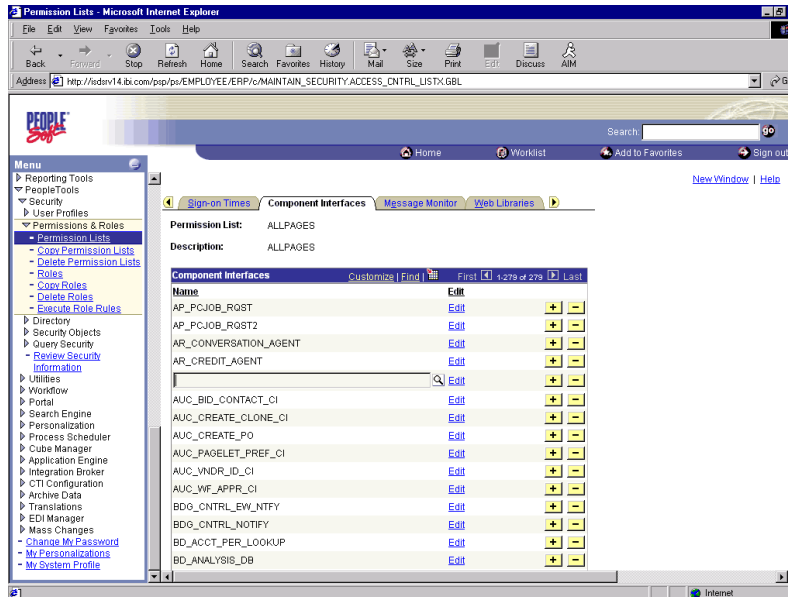 Permission Lists - Microsoft Internet Explorer
File Edit View Favorites Tools Help
Back Forward Stop Refresh Home Search Favorites History Mail Size Print Edit Discuss AIM
Address http://isdsrv14.ibi.com/psp/ps/EMPLOYEE/ERP/c/MAINTAIN_SECURITY.ACCESS_CNTRL_LISTX.GBL
PEOPLE Soft
Search: go
Home Worklist Add to Favorites Sign out
Menu
Reporting Tools
PeopleTools
Security
User Profiles
Permissions & Roles
- Permission Lists
- Copy Permission Lists
- Delete Permission Lists
- Roles
- Copy Roles
- Delete Roles
- Execute Role Rules
Directory
Security Objects
Query Security
- Review Security
Information
Utilities
Workflow
Portal
Search Engine
Personalization
Process Scheduler
Cube Manager
Application Engine
Integration Broker
CTI Configuration
Archive Data
Translations
EDI Manager
Mass Changes
- Change My Password
- My Personalizations
- My System Profile
New Window | Help
Sign-on Times Component Interfaces Message Monitor Web Libraries
Permission List: ALLPAGES
Description: ALLPAGES
Component Interfaces Customize | Find | First 1-279 of 279 Last
Name Edit
AP_PCJOB_RQST Edit + -
AP_PCJOB_RQST2 Edit + -
AR_CONVERSATION_AGENT Edit + -
AR_CREDIT_AGENT Edit + -
Edit + -
AUC_BID_CONTACT_CI Edit + -
AUC_CREATE_CLONE_CI Edit + -
AUC_CREATE_PO Edit + -
AUC_PAGELET_PREF_CI Edit + -
AUC_VNDR_ID_CI Edit + -
AUC_WF_APPR_CI Edit + -
BDG_CNTRL_EW_NTFY Edit + -
BDG_CNTRL_NOTIFY Edit + -
BD_ACCT_PER_LOOKUP Edit + -
BD_ANALYSIS_DB Edit + -
Internet